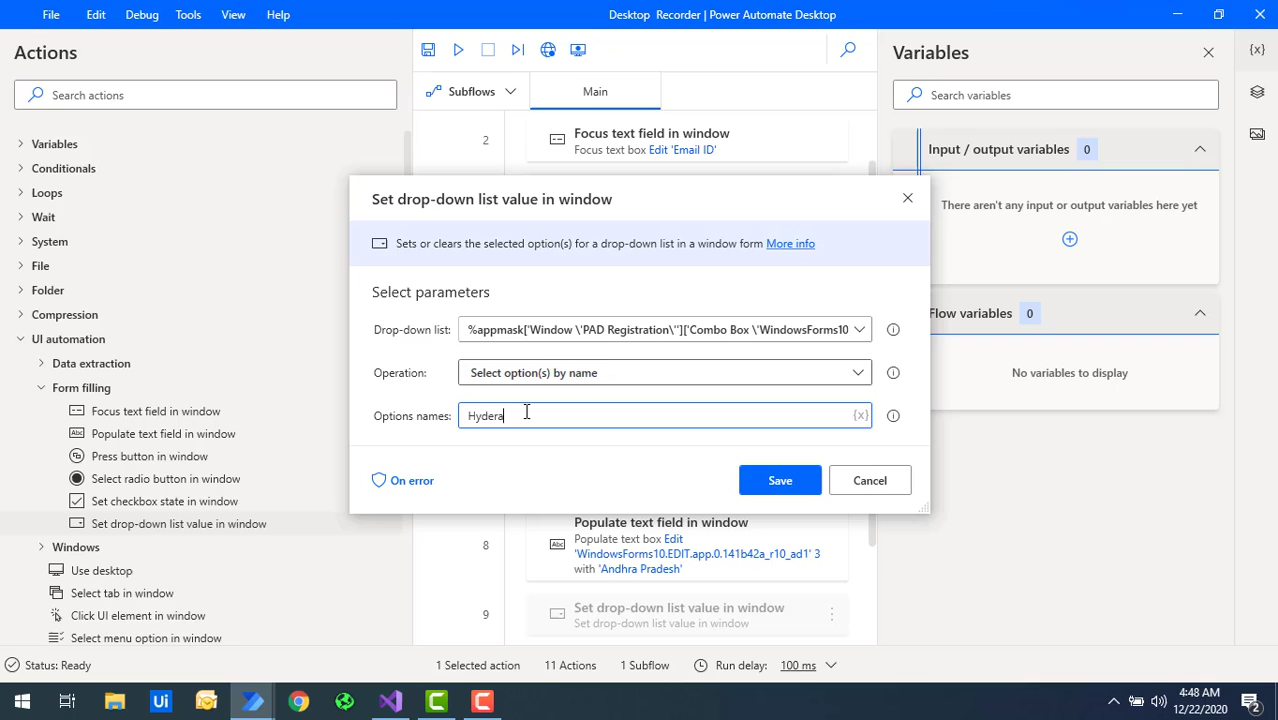 File Edit Debug Tools View Help Desktop Recorder | Power Automate Desktop
Actions
Search actions
Variables
Conditionals
Loops
Wait
System
File
Folder
Compression
UI automation
Data extraction
Form filling
Focus text field in window
Populate text field in window
Press button in window
Select radio button in window
Set checkbox state in window
Set drop-down list value in window
Windows
Use desktop
Select tab in window
Click UI element in window
Select menu option in window
Subflows Main
2
Focus text field in window
Focus text box Edit 'Email ID'
Set drop-down list value in window
Sets or clears the selected option(s) for a drop-down list in a window form More info
Select parameters
Drop-down list: %appmask['Window \'PAD Registration\'']['Combo Box \'WindowsForms10
Operation: Select option(s) by name
Options names: Hydera {x}
On error
Save
Cancel
8
Populate text field in window
Populate text box Edit
'WindowsForms10.EDIT.app.0.141b42a_r10_ad1' 3
with 'Andhra Pradesh'
9
Set drop-down list value in window
Set drop-down list value in window
Variables
{x}
Search variables
Input / output variables 0
There aren't any input or output variables here yet
Flow variables 0
No variables to display
Status: Ready 1 Selected action 11 Actions 1 Subflow Run delay: 100 ms
Ui
4:48 AM
12/22/2020
2